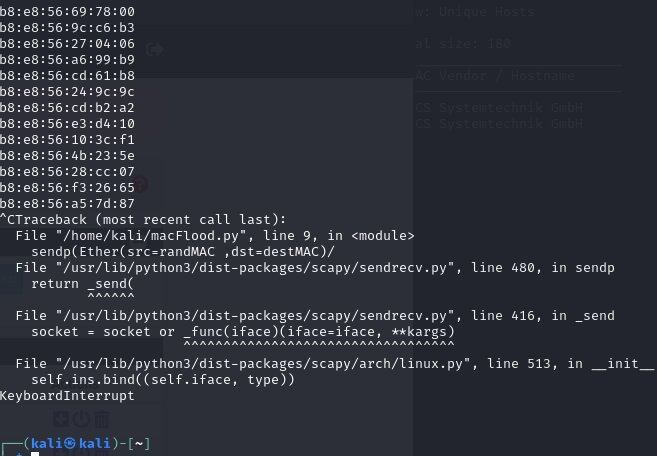 b8:e8:56:69:78:00
b8:e8:56:9c:c6:b3
b8:e8:56:27:04:06
b8:e8:56:a6:99:b9
b8:e8:56:cd:61:b8
b8:e8:56:24:9c:9c
b8:e8:56:cd:b2:a2
b8:e8:56:e3:d4:10
b8:e8:56:10:3c:f1
b8:e8:56:4b:23:5e
b8:e8:56:28:cc:07
b8:e8:56:f3:26:65
b8:e8:56:a5:7d:87
^CTraceback (most recent call last):
  File "/home/kali/macFlood.py", line 9, in <module>
    sendp(Ether(src=randMAC ,dst=destMAC)/
  File "/usr/lib/python3/dist-packages/scapy/sendrecv.py", line 480, in sendp
    return _send(
           ^^^^^^
  File "/usr/lib/python3/dist-packages/scapy/sendrecv.py", line 416, in _send
    socket = socket or _func(iface)(iface=iface, **kargs)
                       ^^^^^^^^^^^^^^^^^^^^^^^^^^^^^^^^^^
  File "/usr/lib/python3/dist-packages/scapy/arch/linux.py", line 513, in __init__
    self.ins.bind((self.iface, type))
KeyboardInterrupt
┌──(kali㉿kali)-[~]
w: Unique Hosts
al size: 180
AC Vendor / Hostname
CS Systemtechnik GmbH
CS Systemtechnik GmbH